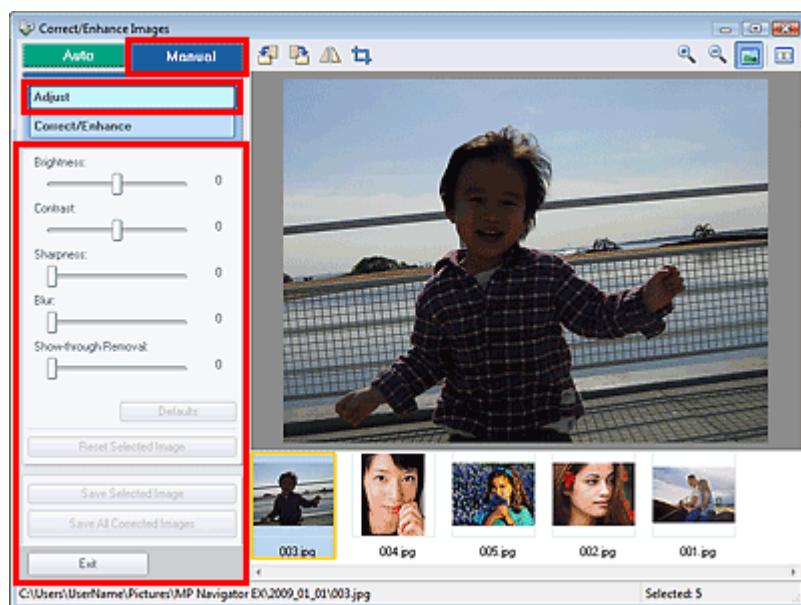 Correct/Enhance Images
Auto Manual
Adjust
Correct/Enhance
Brightness:
0
Contrast:
0
Sharpness:
0
Blur:
0
Show-through Removal:
0
Defaults
Reset Selected Image
Save Selected Image
Save All Corrected Images
Exit
003.jpg 004.jpg 005.jpg 002.jpg 001.jpg
C:\Users\UserName\Pictures\MP Navigator EX\2009_01_01\003.jpg Selected: 5